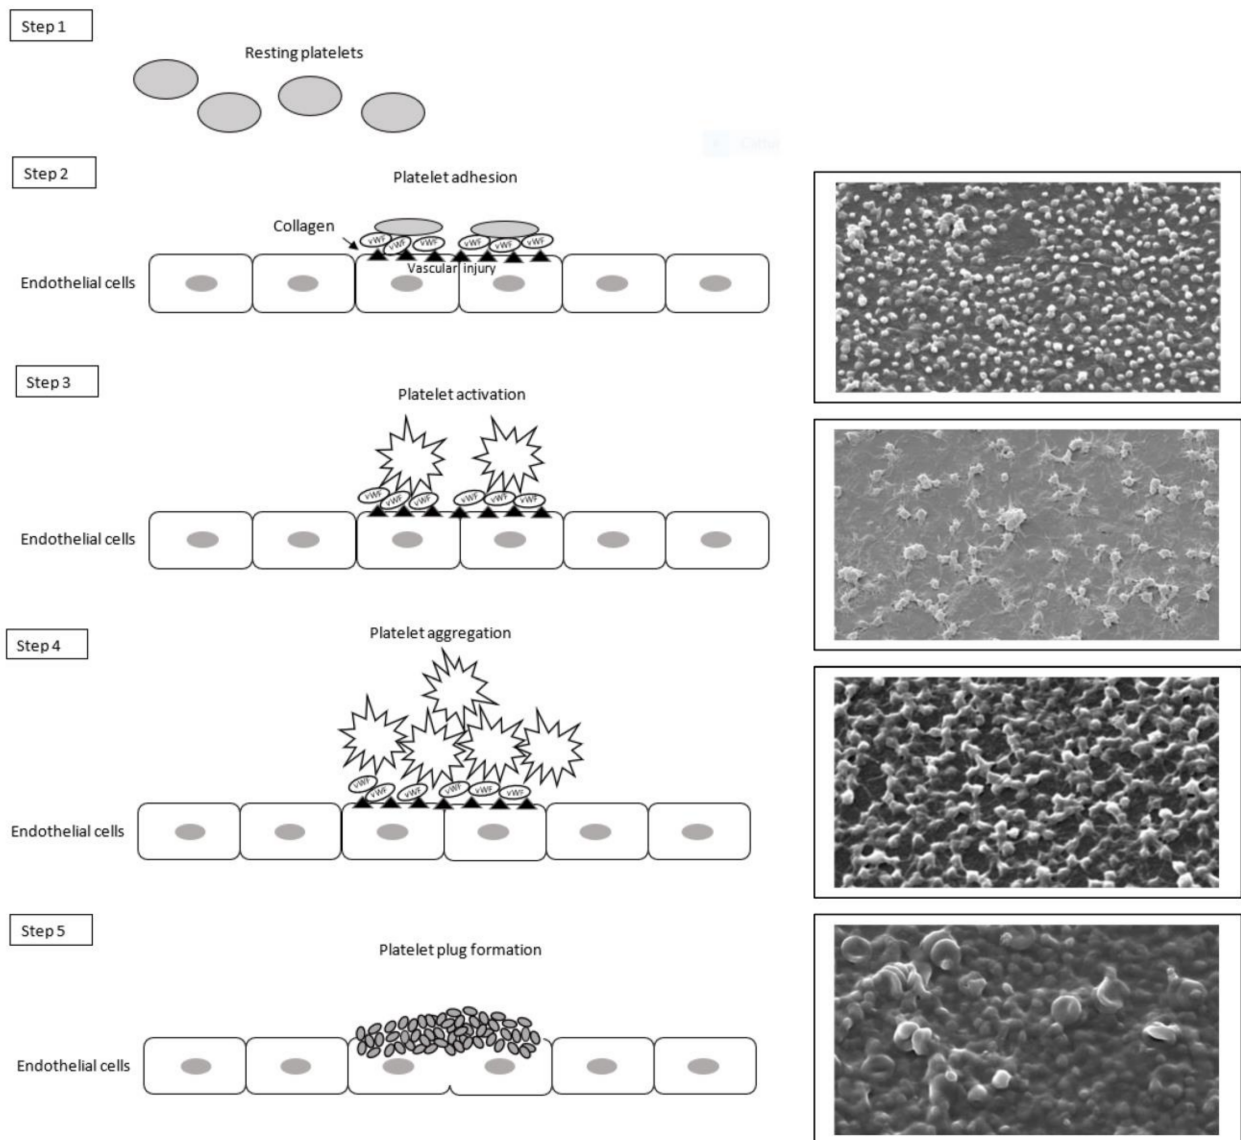 Step 1
Resting platelets
Step 2
Platelet adhesion
Collagen
vWF vWF vWF vWF vWF vWF
Vascular injury
Endothelial cells
Step 3
Platelet activation
vWF vWF vWF vWF vWF vWF
Endothelial cells
Step 4
Platelet aggregation
vWF vWF vWF vWF vWF vWF
Endothelial cells
Step 5
Platelet plug formation
Endothelial cells